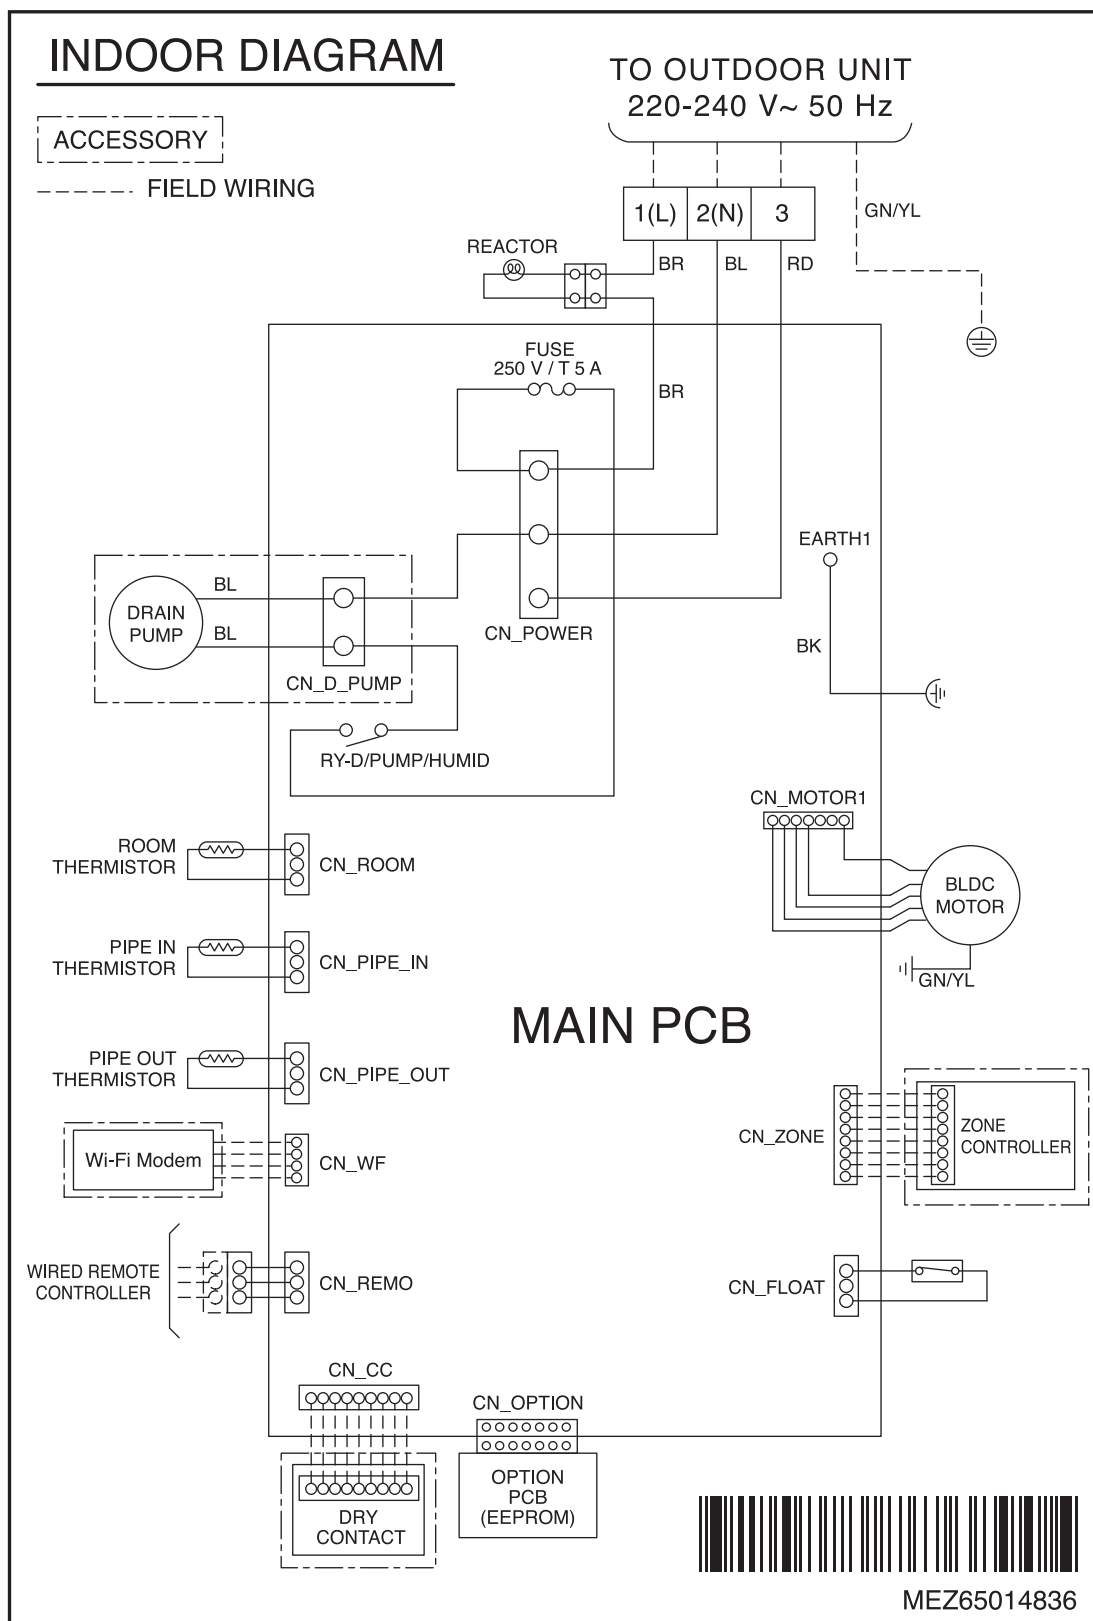 INDOOR DIAGRAM
ACCESSORY
FIELD WIRING
TO OUTDOOR UNIT
220-240 V~ 50 Hz
1(L)
2(N)
3
GN/YL
REACTOR
BR
BL
RD
FUSE
250 V / T 5 A
BR
EARTH1
BK
DRAIN
PUMP
BL
BL
CN_D_PUMP
CN_POWER
RY-D/PUMP/HUMID
CN_MOTOR1
BLDC
MOTOR
GN/YL
ROOM
THERMISTOR
CN_ROOM
PIPE IN
THERMISTOR
CN_PIPE_IN
MAIN PCB
PIPE OUT
THERMISTOR
CN_PIPE_OUT
Wi-Fi Modem
CN_WF
CN_ZONE
ZONE
CONTROLLER
WIRED REMOTE
CONTROLLER
CN_REMO
CN_FLOAT
CN_CC
DRY
CONTACT
CN_OPTION
OPTION
PCB
(EEPROM)
MEZ65014836